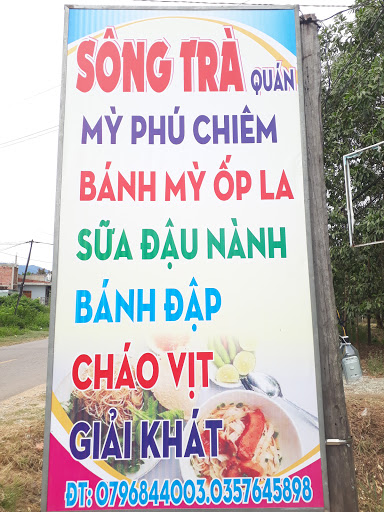 SÔNG TRÀ QUÁN
MỲ PHÚ CHIÊM
BÁNH MỲ ỐP LA
SỮA ĐẬU NÀNH
BÁNH ĐẬP
CHÁO VỊT
GIẢI KHÁT
ĐT: 0796844003.0357645898